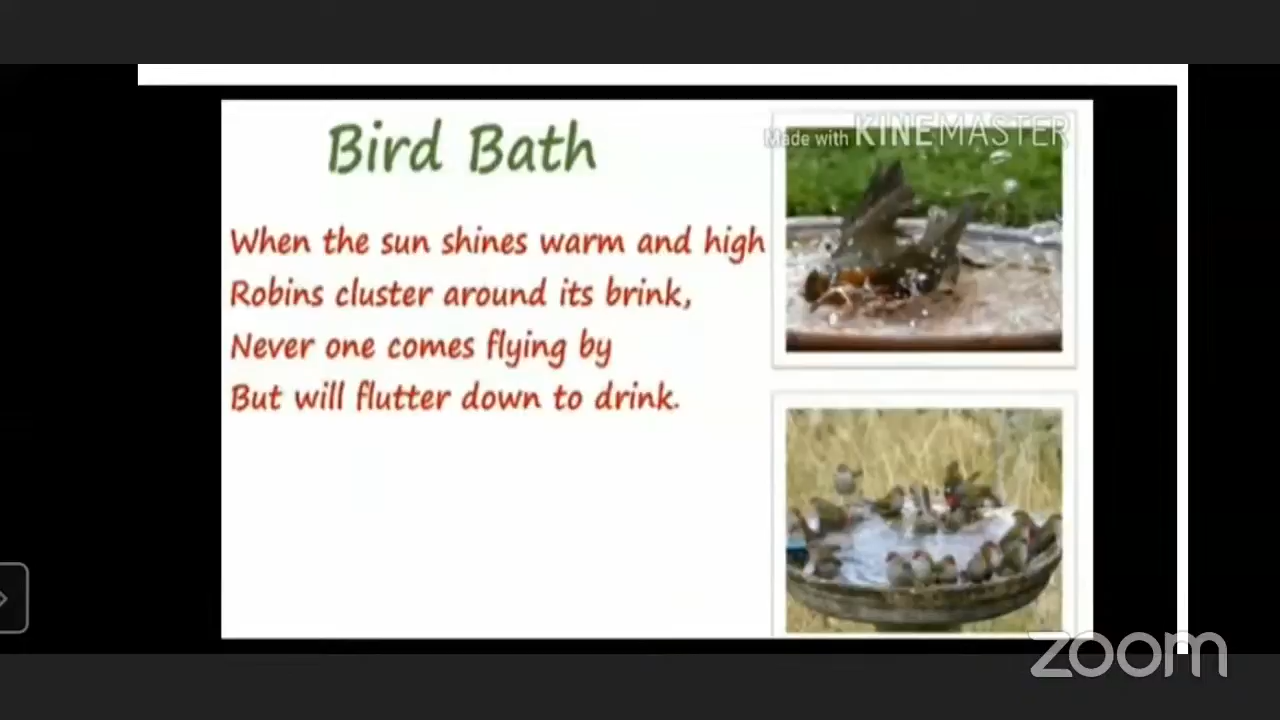 Bird Bath
Made with KINEMASTER
When the sun shines warm and high
Robins cluster around its brink,
Never one comes flying by
But will flutter down to drink.
zoom